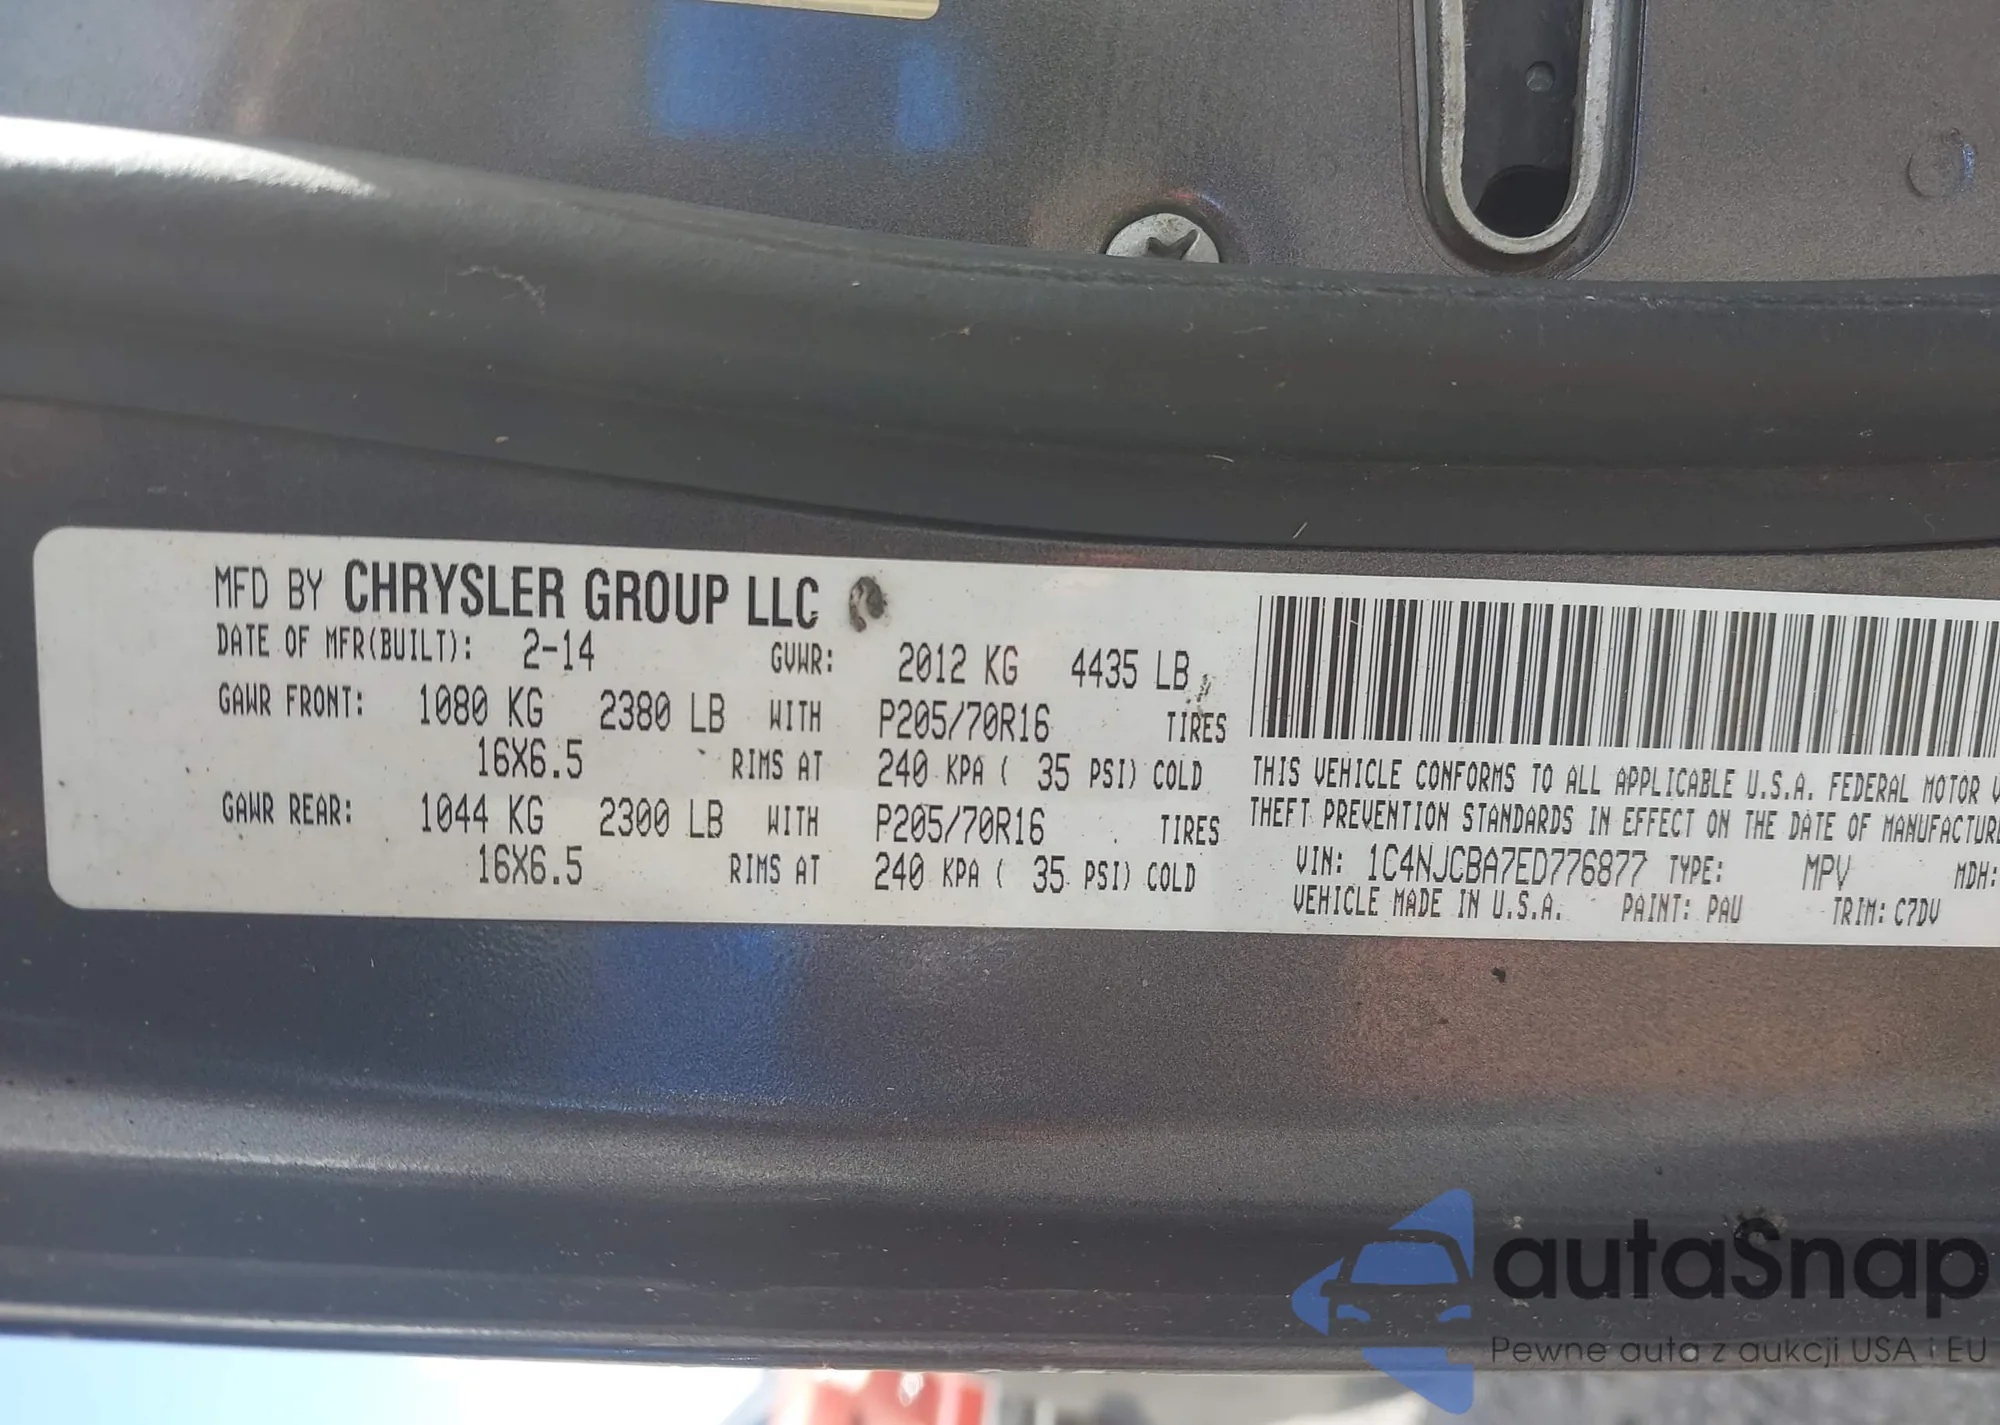 MFD BY CHRYSLER GROUP LLC
DATE OF MFR(BUILT): 2-14 GVWR: 2012 KG 4435 LB
GAWR FRONT: 1080 KG 2380 LB WITH P205/70R16 TIRES
16X6.5 RIMS AT 240 KPA ( 35 PSI) COLD
GAWR REAR: 1044 KG 2300 LB WITH P205/70R16 TIRES
16X6.5 RIMS AT 240 KPA ( 35 PSI) COLD
THIS VEHICLE CONFORMS TO ALL APPLICABLE U.S.A. FEDERAL MOTOR V
THEFT PREVENTION STANDARDS IN EFFECT ON THE DATE OF MANUFACTURE
VIN: 1C4NJCBA7ED776877 TYPE: MPV MDH:
VEHICLE MADE IN U.S.A. PAINT: PAU TRIM: C7DV
autaSnap
Pewne auta z aukcji USA i EU